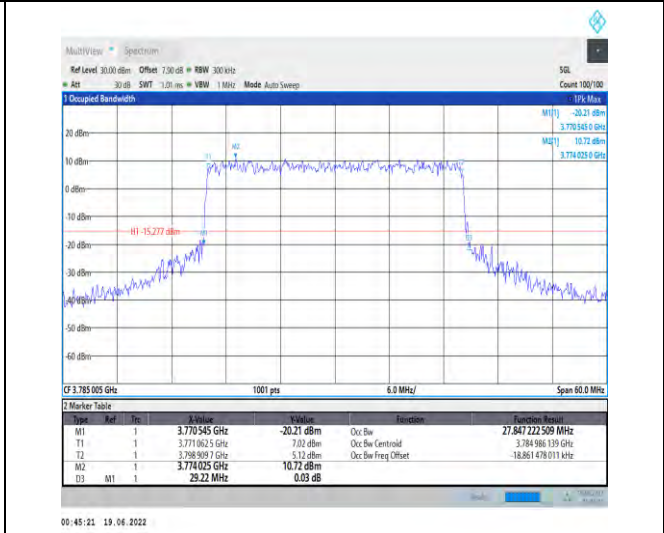 MultiView Spectrum
Ref Level 30.00 dBm Offset 7.50 dB RBW 300 kHz SGL
Att 30 dB SWT 1.01 ms VBW 1 MHz Mode Auto Sweep Count 100/100
1 Occupied Bandwidth 1Pk Max
M1[1] -20.21 dBm
3.770 545 0 GHz
M2[1] 10.72 dBm
3.774 025 0 GHz
20 dBm
M2
T1
10 dBm
0 dBm
-10 dBm
H1 -15.277 dBm
M1
D3
-20 dBm
-30 dBm
-40 dBm
-50 dBm
-60 dBm
CF 3.785 005 GHz 1001 pts 6.0 MHz/ Span 60.0 MHz
2 Marker Table
Type Ref Trc X-Value Y-Value Function Function Result
M1 1 3.770 545 GHz -20.21 dBm Occ Bw 27.847 222 509 MHz
T1 1 3.771 062 5 GHz 7.02 dBm Occ Bw Centroid 3.784 986 139 GHz
T2 1 3.798 909 7 GHz 5.12 dBm Occ Bw Freq Offset -18.861 478 011 kHz
M2 1 3.774 025 GHz 10.72 dBm
D3 M1 1 29.22 MHz 0.03 dB
00:45:21 19.06.2022